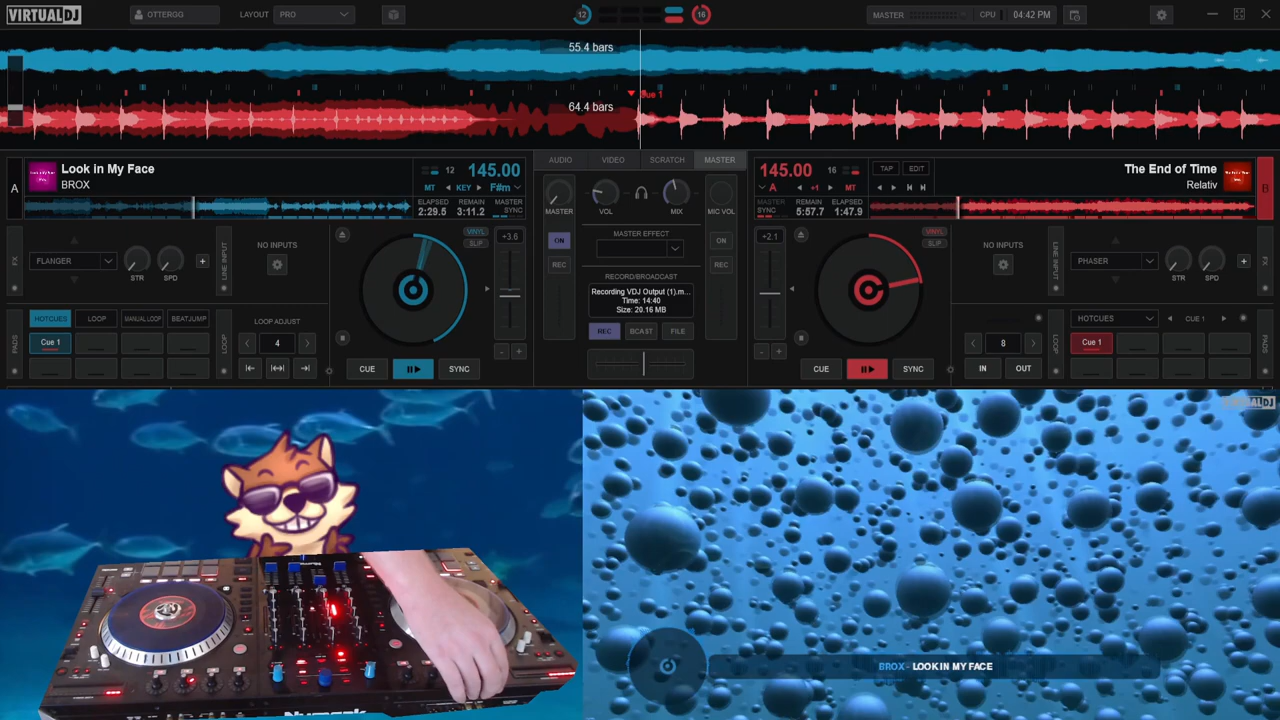 VIRTUALDJ
OTTERGG
LAYOUT
PRO
12
16
MASTER
CPU
04:42 PM
55.4 bars
Cue 1
64.4 bars
A
Look in My Face
BROX
12
145.00
MT
KEY
F#m
ELAPSED
2:29.5
REMAIN
3:11.2
MASTER
SYNC
AUDIO
VIDEO
SCRATCH
MASTER
145.00
16
A
+1
MT
TAP
EDIT
The End of Time
Relativ
B
MASTER
SYNC
REMAIN
5:57.7
ELAPSED
1:47.9
MASTER
VOL
MIX
MIC VOL
FX
FLANGER
STR
SPD
+
LINE INPUT
NO INPUTS
VINYL
SLIP
+3.6
ON
REC
MASTER EFFECT
ON
REC
RECORD/BROADCAST
Recording VDJ Output (1).m...
Time: 14:40
Size: 20.16 MB
REC
BCAST
FILE
+2.1
VINYL
SLIP
NO INPUTS
LINE INPUT
PHASER
STR
SPD
+
FX
PADS
HOTCUES
LOOP
MANUAL LOOP
BEATJUMP
Cue 1
LOOP
LOOP ADJUST
4
CUE
SYNC
-
+
-
+
CUE
SYNC
8
IN
OUT
LOOP
HOTCUES
CUE 1
Cue 1
PADS
VIRTUALDJ
Numark
BROX - LOOK IN MY FACE